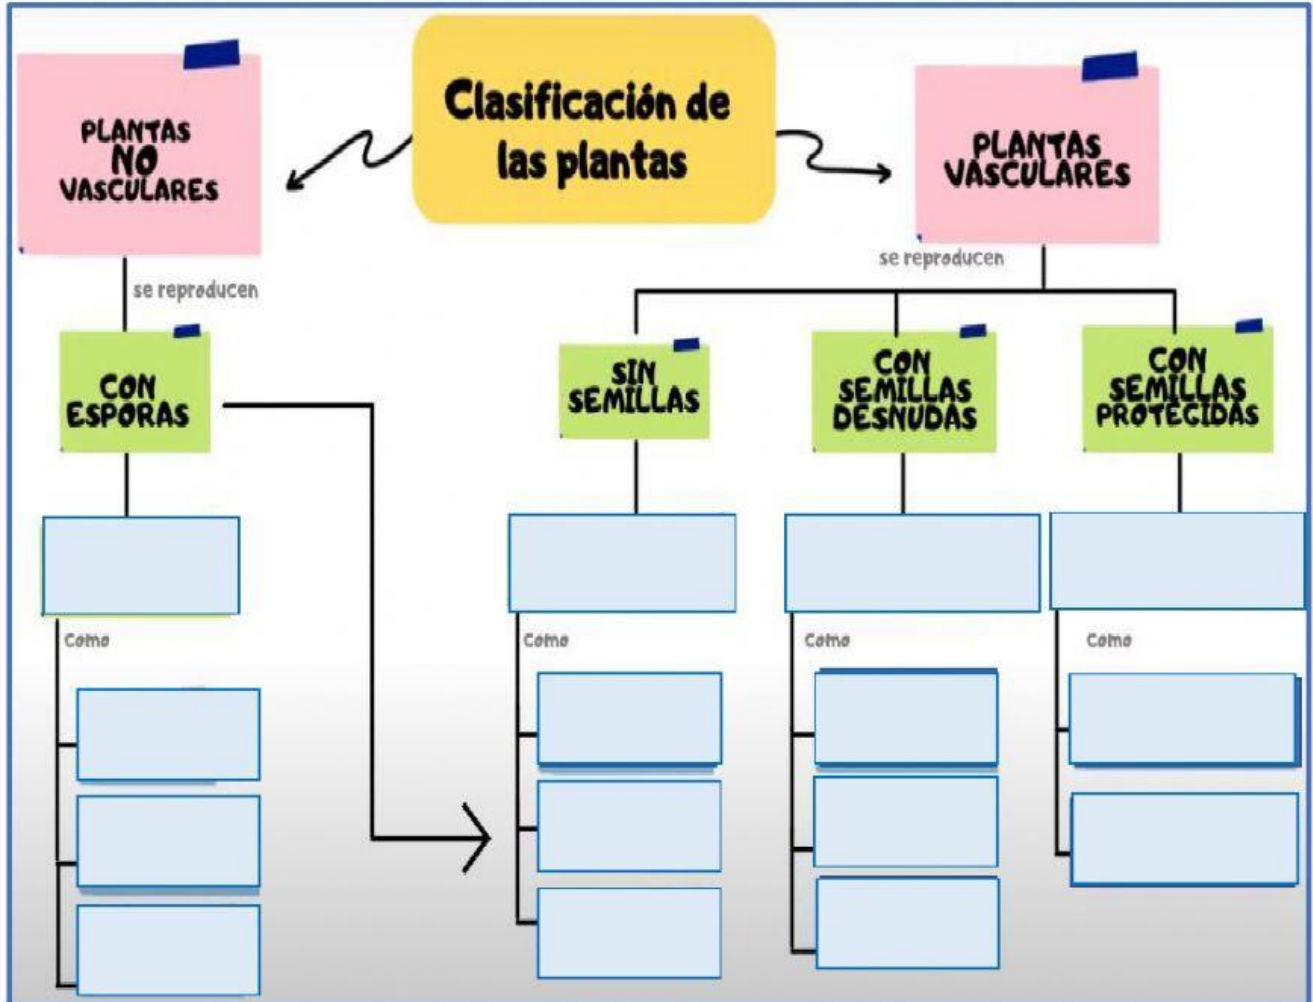 Clasificación de
las plantas
PLANTAS
NO
VASCULARES
PLANTAS
VASCULARES
se reproducen
se reproducen
CON
ESPORAS
SIN
SEMILLAS
CON
SEMILLAS
DESNUDAS
CON
SEMILLAS
PROTEGIDAS
Como
Como
Como
Como